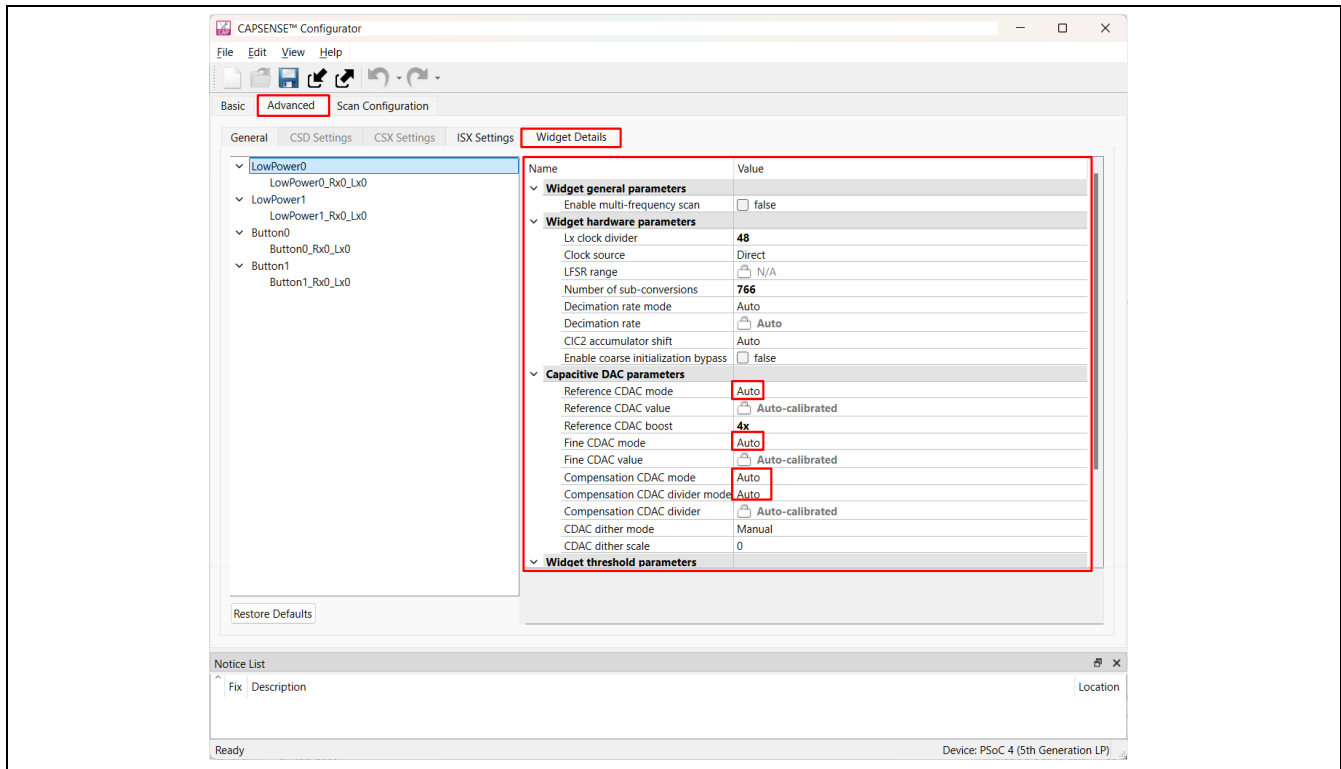 CAP CAPSENSE™ Configurator
File Edit View Help
Basic Advanced Scan Configuration
General CSD Settings CSX Settings ISX Settings Widget Details
LowPower0
LowPower0_Rx0_Lx0
LowPower1
LowPower1_Rx0_Lx0
Button0
Button0_Rx0_Lx0
Button1
Button1_Rx0_Lx0
Name Value
Widget general parameters
Enable multi-frequency scan false
Widget hardware parameters
Lx clock divider 48
Clock source Direct
LFSR range N/A
Number of sub-conversions 766
Decimation rate mode Auto
Decimation rate Auto
CIC2 accumulator shift Auto
Enable coarse initialization bypass false
Capacitive DAC parameters
Reference CDAC mode Auto
Reference CDAC value Auto-calibrated
Reference CDAC boost 4x
Fine CDAC mode Auto
Fine CDAC value Auto-calibrated
Compensation CDAC mode Auto
Compensation CDAC divider mode Auto
Compensation CDAC divider Auto-calibrated
CDAC dither mode Manual
CDAC dither scale 0
Widget threshold parameters
Restore Defaults
Notice List
Fix Description Location
Ready Device: PSoC 4 (5th Generation LP)